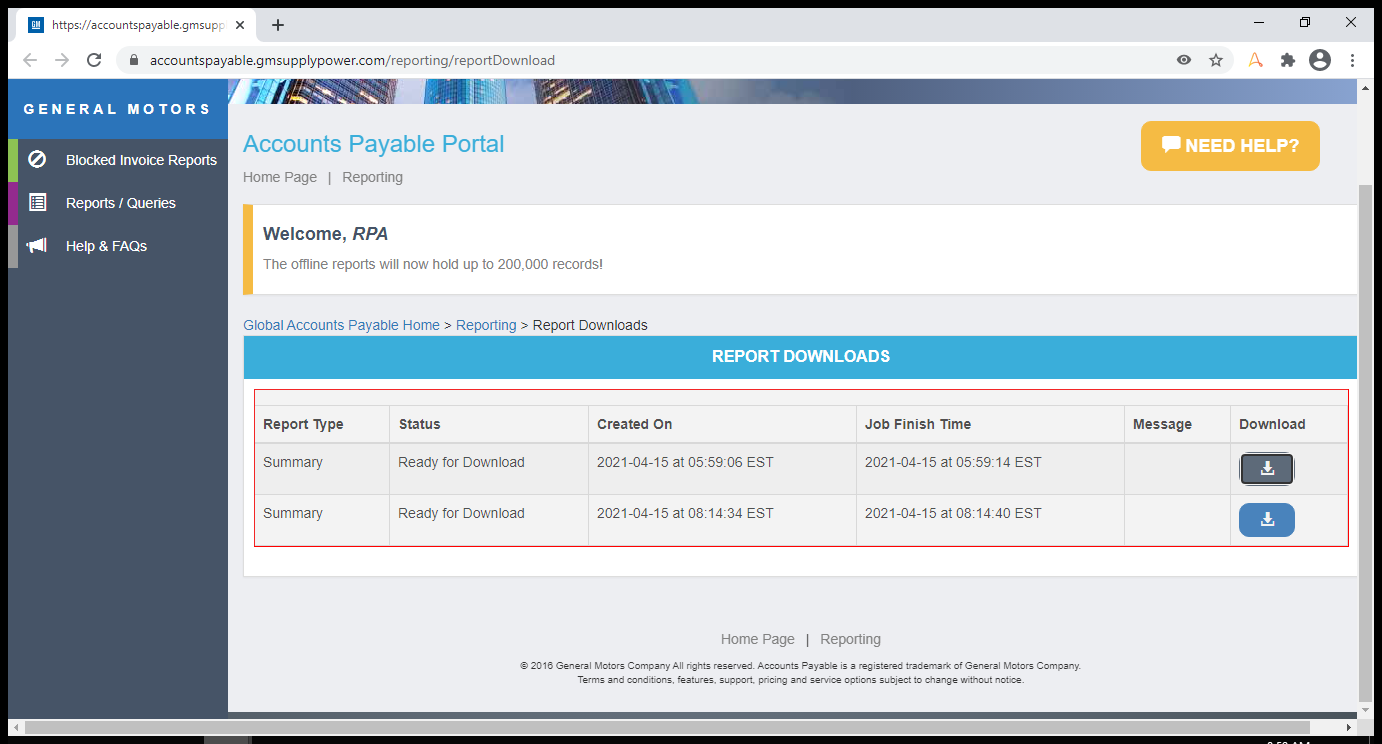 GM
https://accountspayable.gmsupp
accountspayable.gmsupplypower.com/reporting/reportDownload
GENERAL MOTORS
Blocked Invoice Reports
Reports / Queries
Help & FAQs
Accounts Payable Portal
NEED HELP?
Home Page | Reporting
Welcome, RPA
The offline reports will now hold up to 200,000 records!
Global Accounts Payable Home > Reporting > Report Downloads
REPORT DOWNLOADS
Report Type Status Created On Job Finish Time Message Download
Summary Ready for Download 2021-04-15 at 05:59:06 EST 2021-04-15 at 05:59:14 EST
Summary Ready for Download 2021-04-15 at 08:14:34 EST 2021-04-15 at 08:14:40 EST
Home Page | Reporting
© 2016 General Motors Company All rights reserved. Accounts Payable is a registered trademark of General Motors Company.
Terms and conditions, features, support, pricing and service options subject to change without notice.